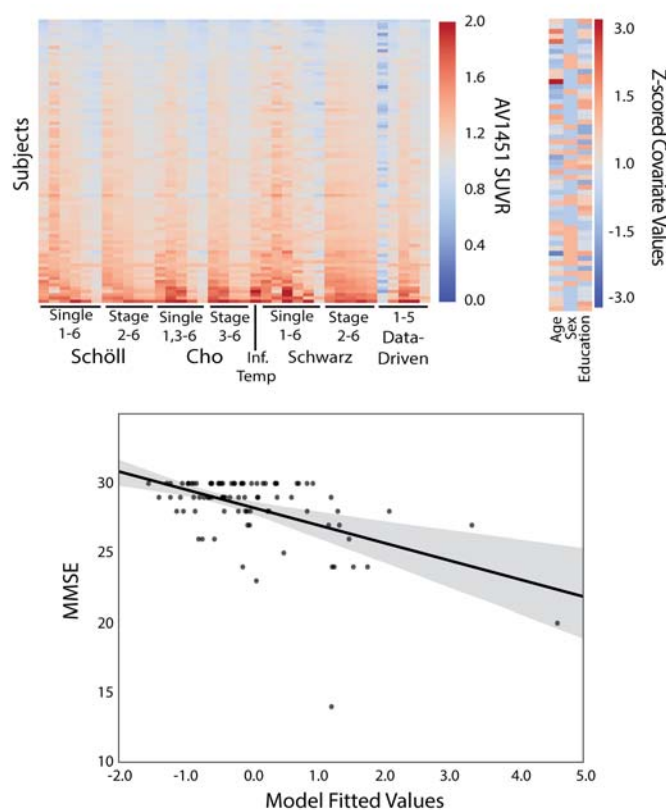 2.0
1.6
1.2
0.8
0.4
0.0
AV1451 SUVR
Subjects
Single
1-6
Stage
2-6
Single
1,3-6
Stage
3-6
Single
1-6
Stage
2-6
1-5
Data-
Driven
Schöll
Cho
Inf.
Temp
Schwarz
3.0
1.5
1.0
-1.5
-3.0
Z-scored Covariate Values
Age
Sex
Education
MMSE
30
25
20
15
10
-2.0
-1.0
0.0
1.0
2.0
3.0
4.0
5.0
Model Fitted Values